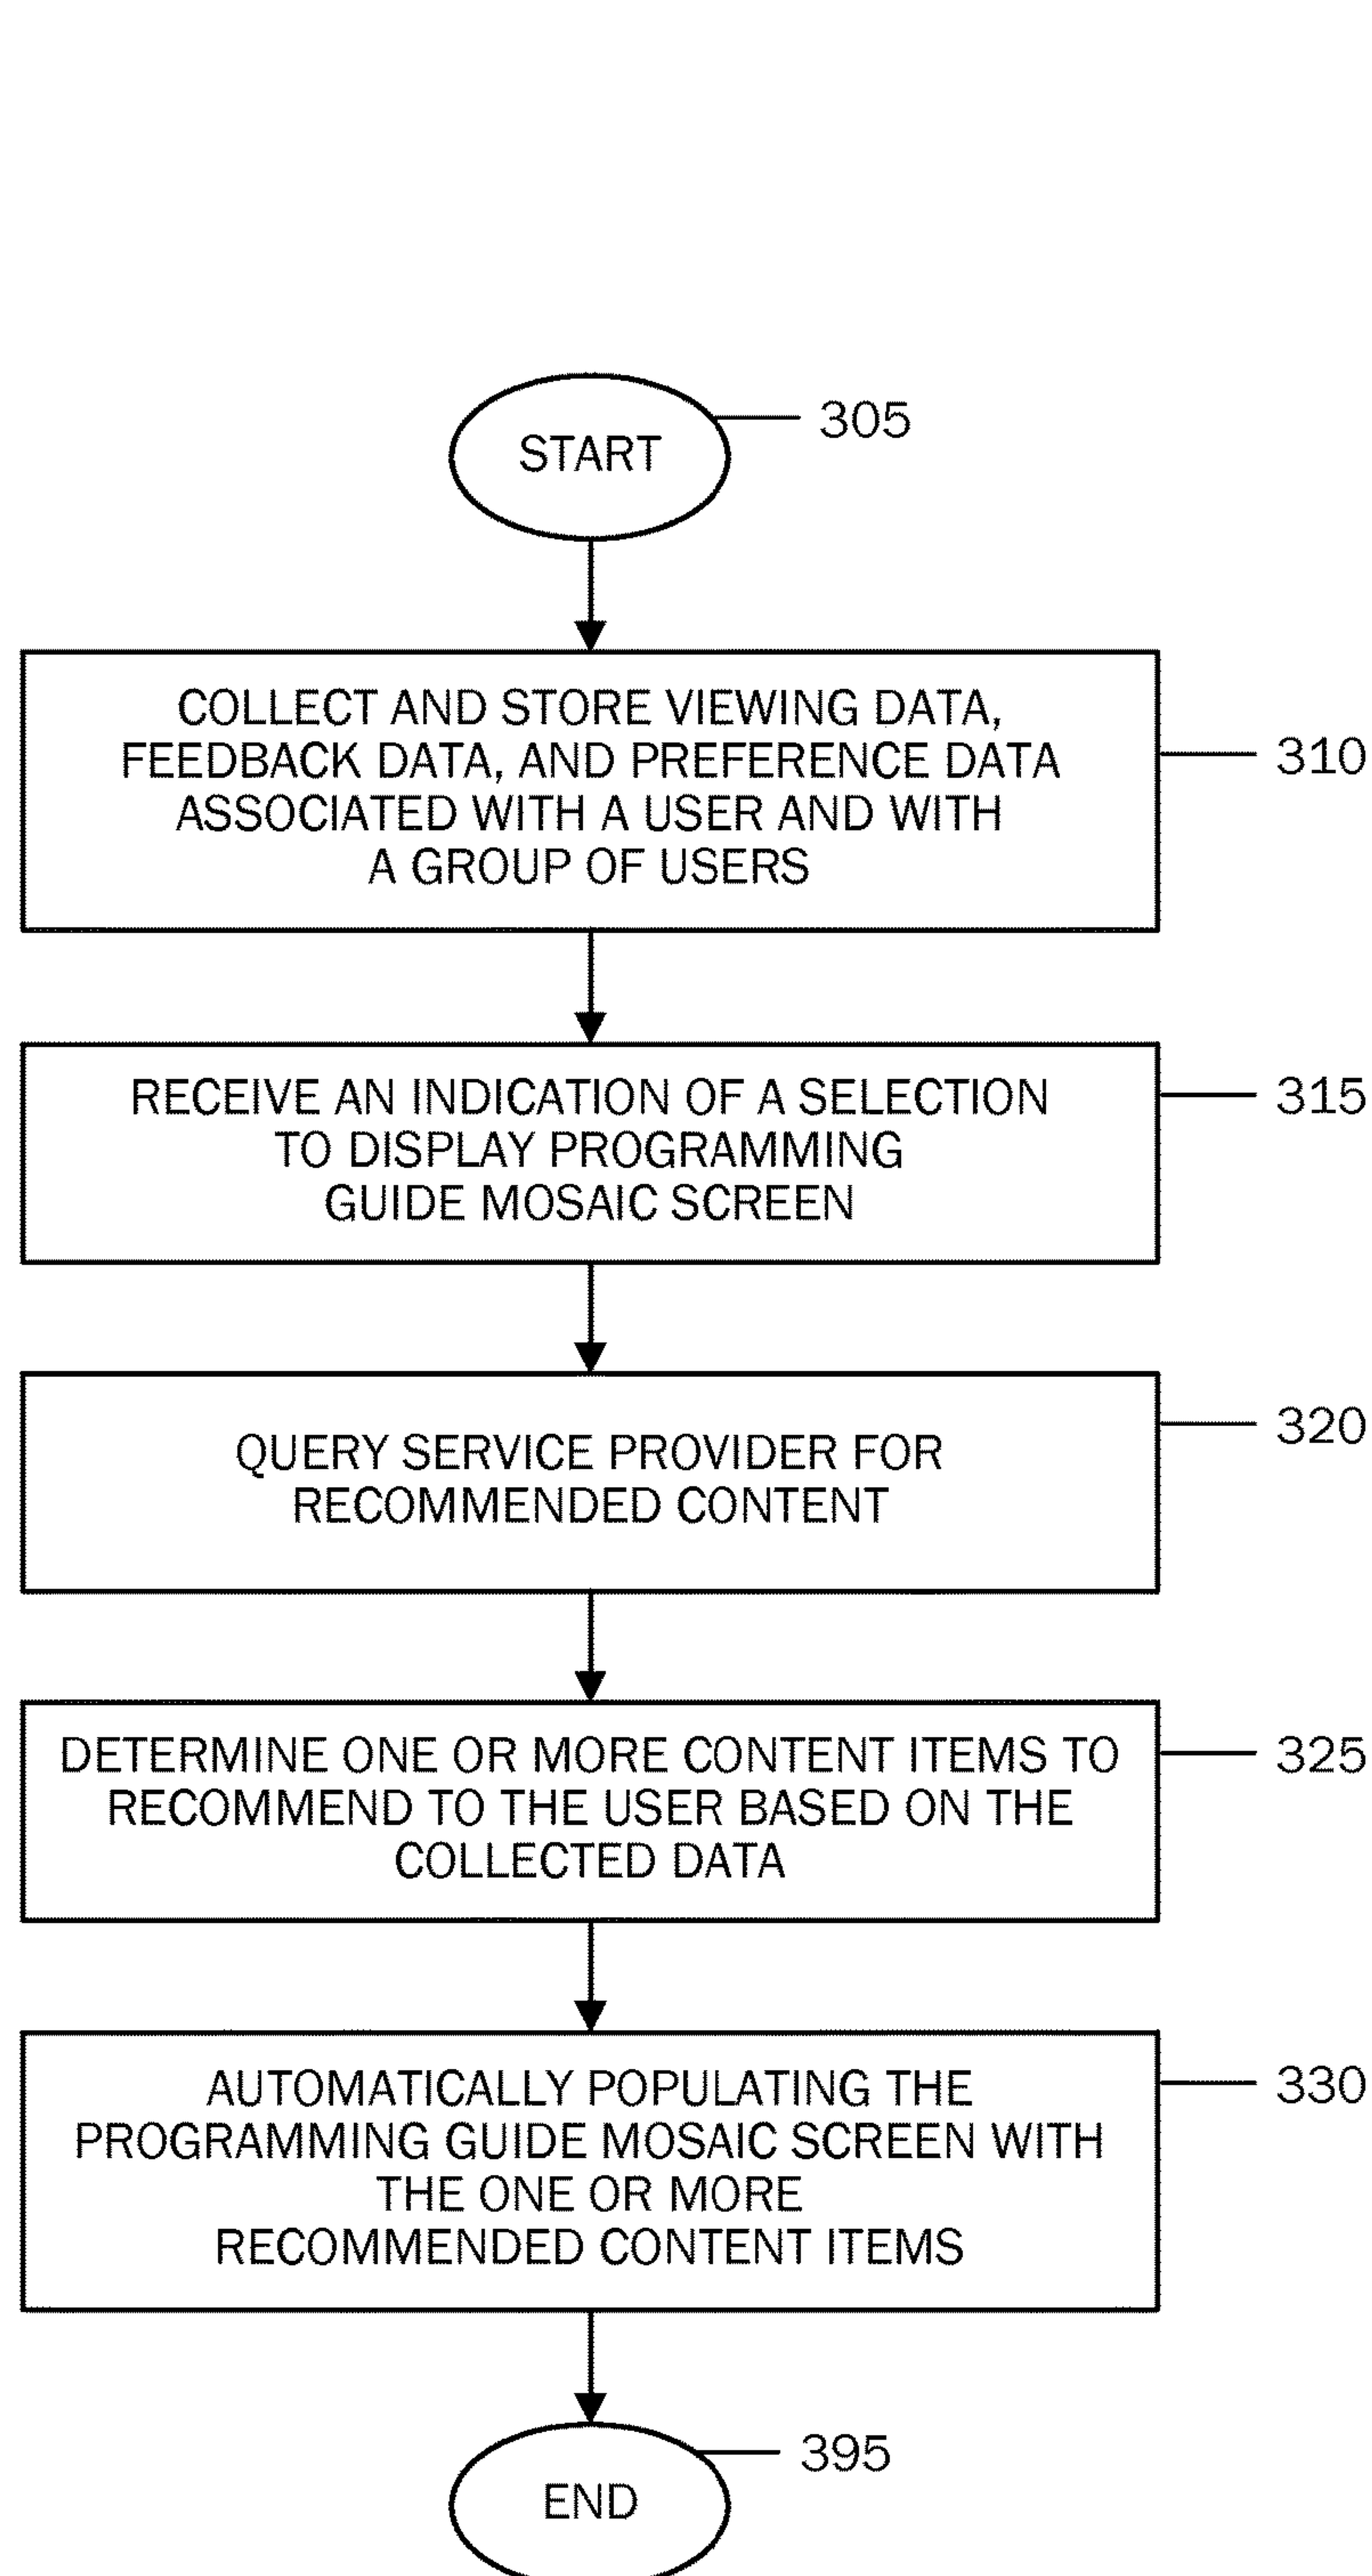 START
305
COLLECT AND STORE VIEWING DATA,
FEEDBACK DATA, AND PREFERENCE DATA
ASSOCIATED WITH A USER AND WITH
A GROUP OF USERS
310
RECEIVE AN INDICATION OF A SELECTION
TO DISPLAY PROGRAMMING
GUIDE MOSAIC SCREEN
315
QUERY SERVICE PROVIDER FOR
RECOMMENDED CONTENT
320
DETERMINE ONE OR MORE CONTENT ITEMS TO
RECOMMEND TO THE USER BASED ON THE
COLLECTED DATA
325
AUTOMATICALLY POPULATING THE
PROGRAMMING GUIDE MOSAIC SCREEN WITH
THE ONE OR MORE
RECOMMENDED CONTENT ITEMS
330
END
395